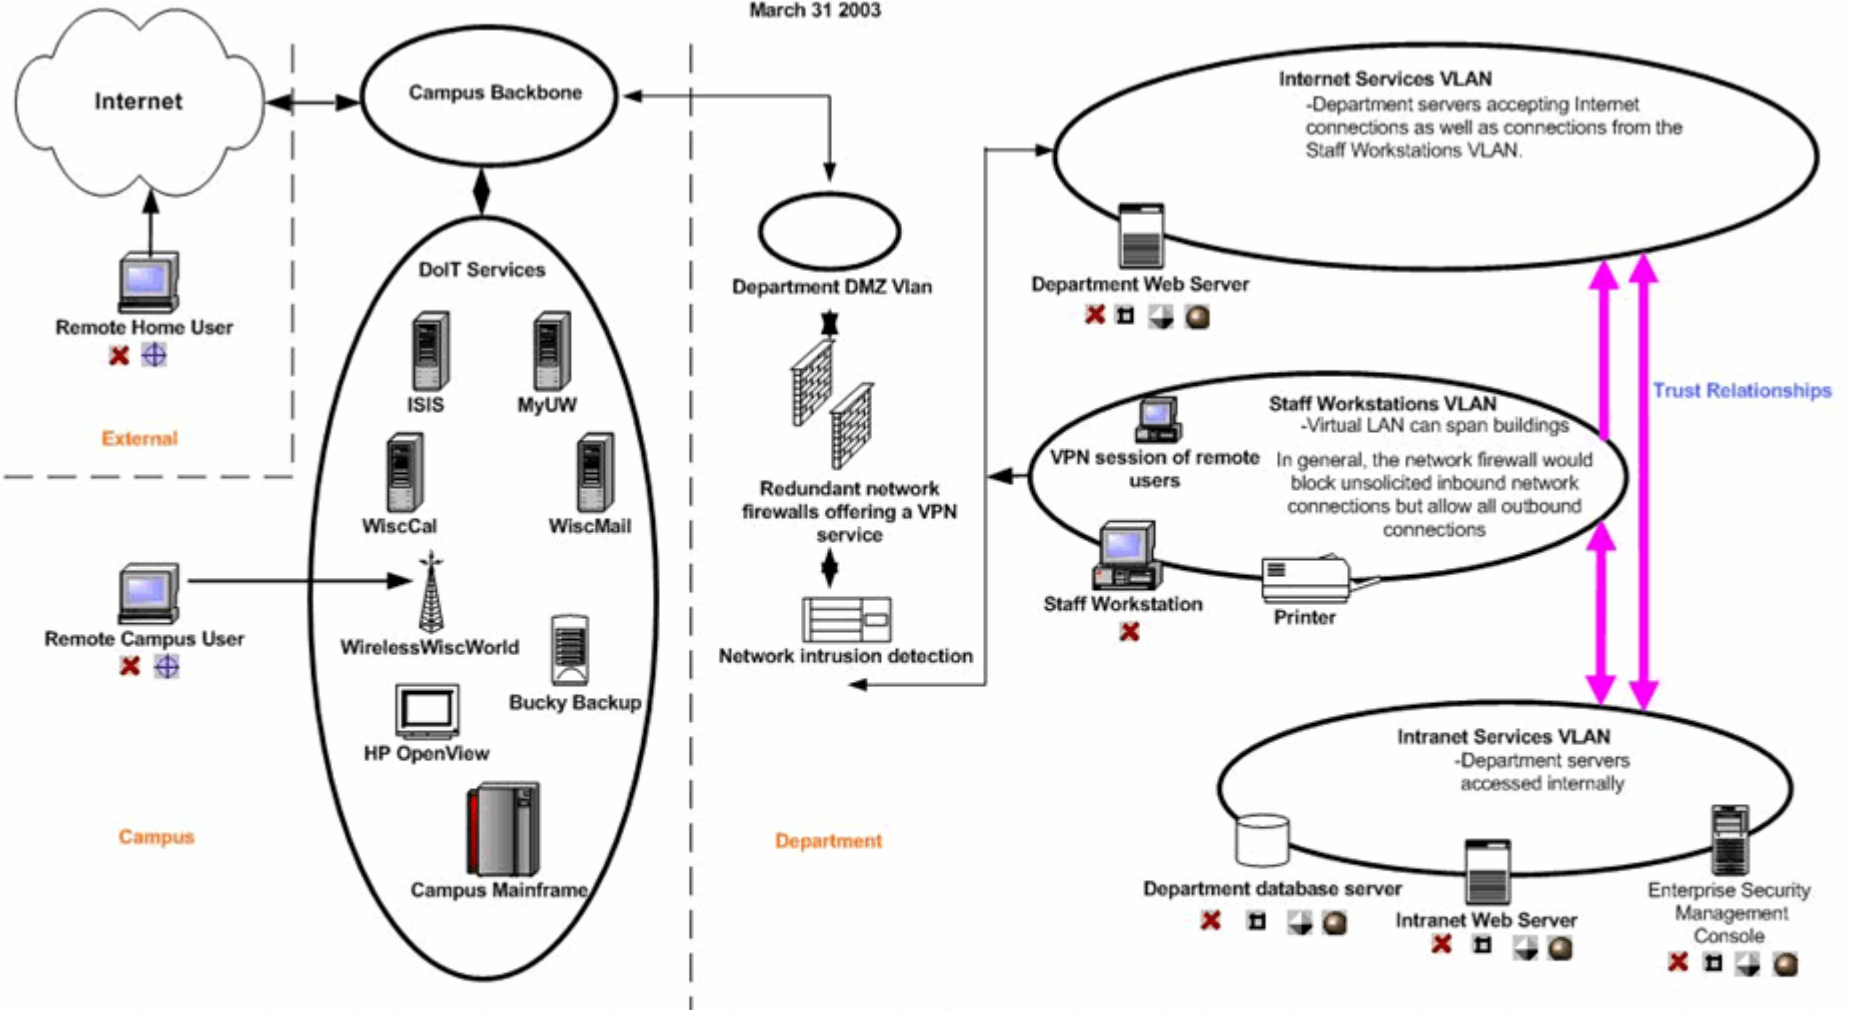 March 31 2003
Internet
Campus Backbone
Remote Home User
External
DoIT Services
ISIS
MyUW
WiscCal
WiscMail
Remote Campus User
WirelessWiscWorld
Bucky Backup
HP OpenView
Campus Mainframe
Campus
Department DMZ Vlan
Redundant network
firewalls offering a VPN
service
Network intrusion detection
Department
Internet Services VLAN
-Department servers accepting Internet
connections as well as connections from the
Staff Workstations VLAN.
Department Web Server
Trust Relationships
Staff Workstations VLAN
-Virtual LAN can span buildings
In general, the network firewall would
block unsolicited inbound network
connections but allow all outbound
connections
VPN session of remote
users
Staff Workstation
Printer
Intranet Services VLAN
-Department servers
accessed internally
Department database server
Intranet Web Server
Enterprise Security
Management
Console